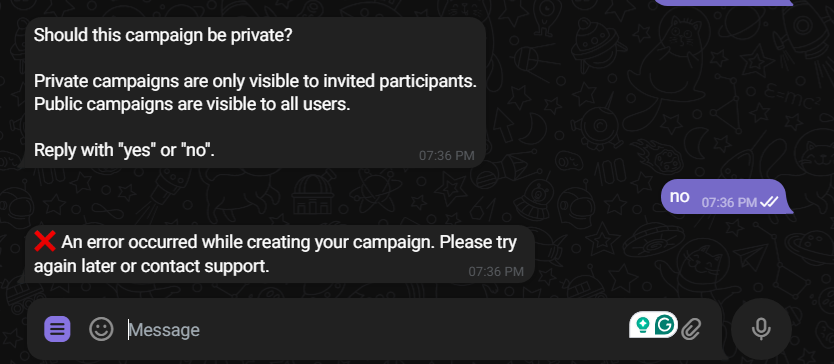 Should this campaign be private?
Private campaigns are only visible to invited participants.
Public campaigns are visible to all users.
Reply with "yes" or "no".
07:36 PM
no
07:36 PM
❌ An error occurred while creating your campaign. Please try
again later or contact support.
07:36 PM
Message